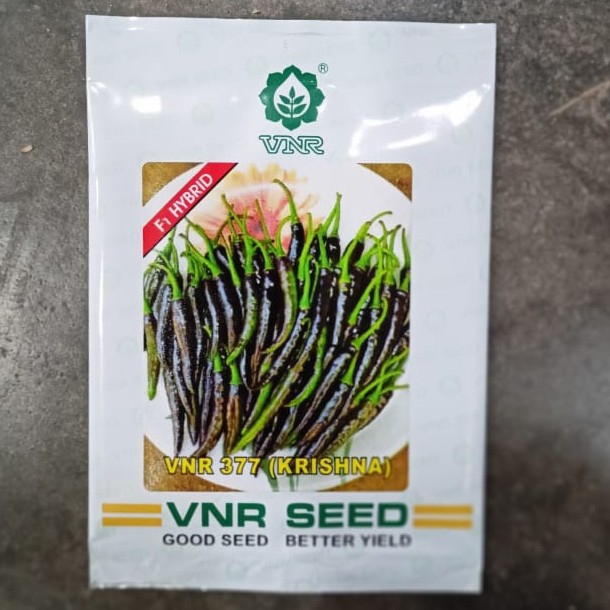 ®
VNR
F1 HYBRID
VNR 377 (KRISHNA)
VNR SEED
GOOD SEED BETTER YIELD